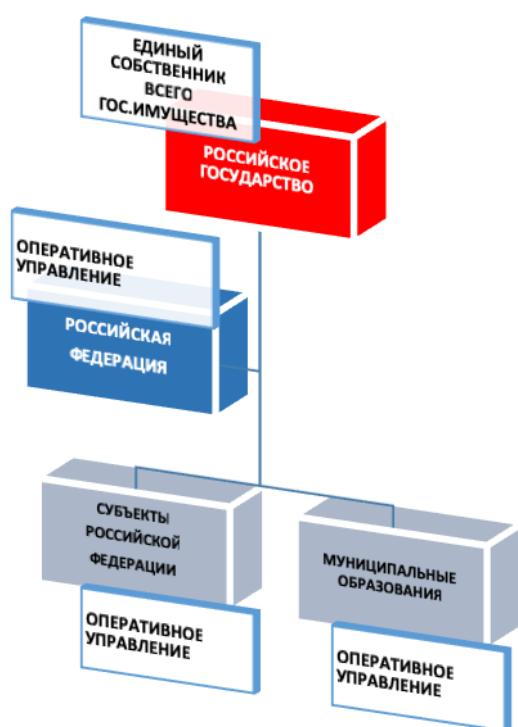 ЕДИНЫЙ
СОБСТВЕННИК
ВСЕГО
ГОС.ИМУЩЕСТВА
РОССИЙСКОЕ
ГОСУДАРСТВО
ОПЕРАТИВНОЕ
УПРАВЛЕНИЕ
РОССИЙСКАЯ
ФЕДЕРАЦИЯ
СУБЪЕКТЫ
РОССИЙСКОЙ
ФЕДЕРАЦИИ
ОПЕРАТИВНОЕ
УПРАВЛЕНИЕ
МУНИЦИПАЛЬНЫЕ
ОБРАЗОВАНИЯ
ОПЕРАТИВНОЕ
УПРАВЛЕНИЕ